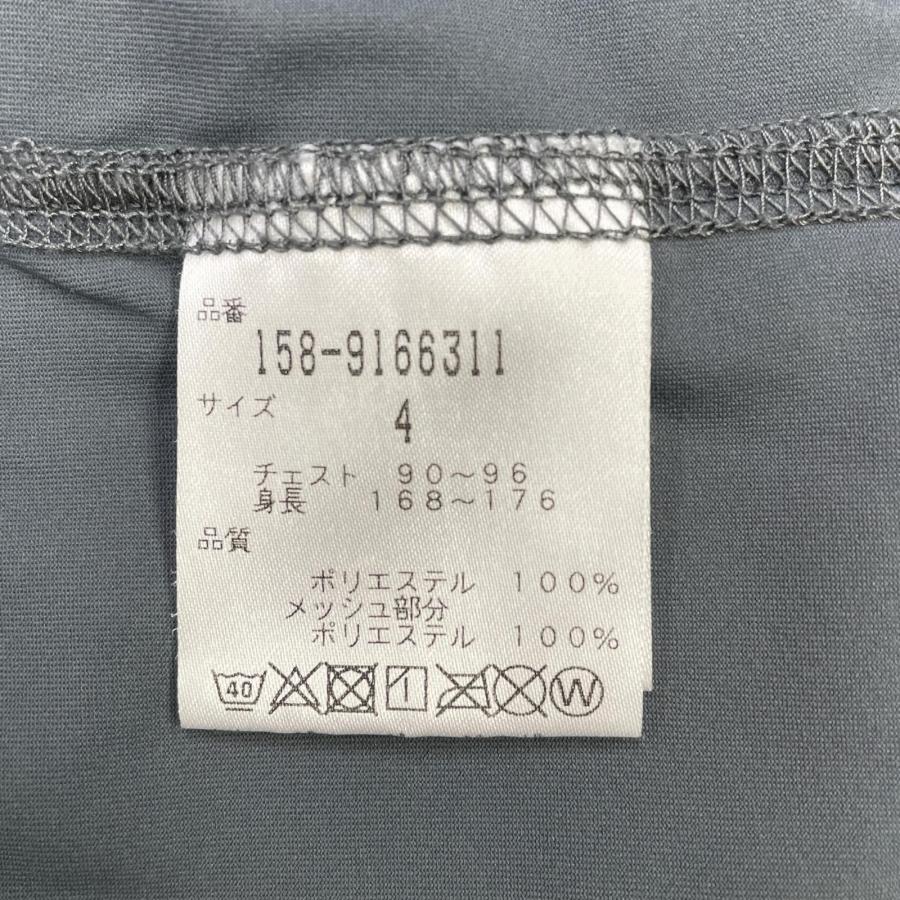 品番
158-9166311
サイズ
4
チェスト 90～96
身長 168～176
品質
ポリエステル 100%
メッシュ部分
ポリエステル 100%
40 1 W